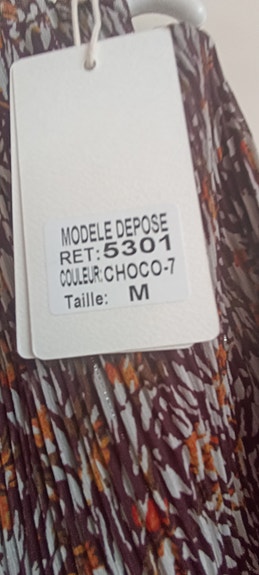 MODELE DEPOSE
RET: 5301
COULEUR: CHOCO-7
Taille: M